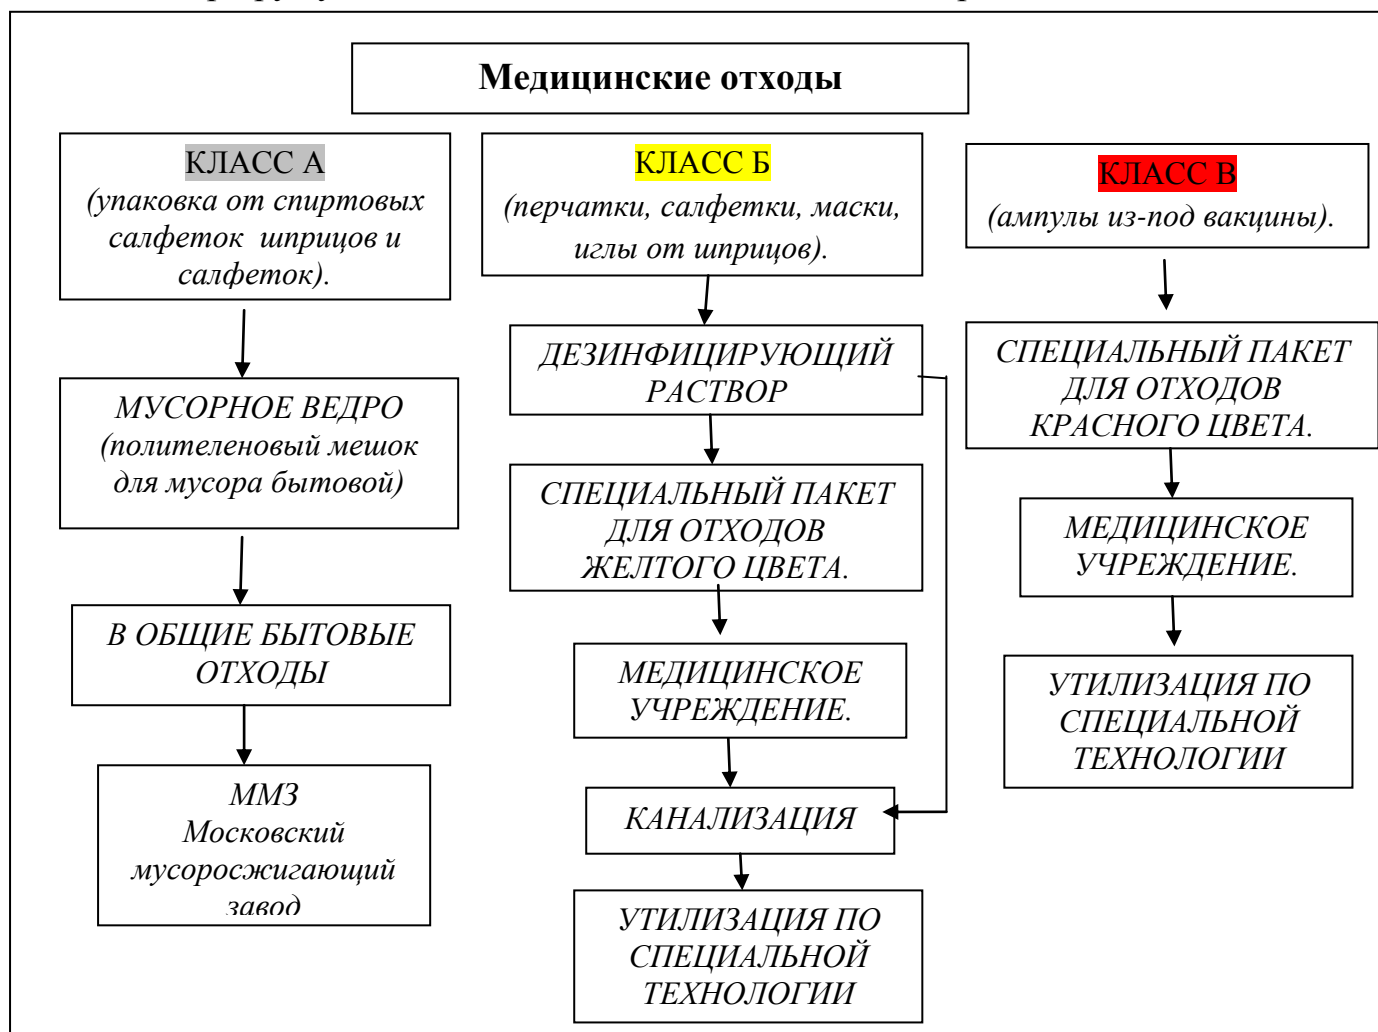 Медицинские отходы
КЛАСС А
(упаковка от спиртовых
салфеток шприцов и
салфеток).
МУСОРНОЕ ВЕДРО
(полителеновый мешок
для мусора бытовой)
В ОБЩИЕ БЫТОВЫЕ
ОТХОДЫ
ММЗ
Московский
мусоросжигающий
завод
КЛАСС Б
(перчатки, салфетки, маски,
иглы от шприцов).
ДЕЗИНФИЦИРУЮЩИЙ
РАСТВОР
СПЕЦИАЛЬНЫЙ ПАКЕТ
ДЛЯ ОТХОДОВ
ЖЕЛТОГО ЦВЕТА.
МЕДИЦИНСКОЕ
УЧРЕЖДЕНИЕ.
КАНАЛИЗАЦИЯ
УТИЛИЗАЦИЯ ПО
СПЕЦИАЛЬНОЙ
ТЕХНОЛОГИИ
КЛАСС В
(ампулы из-под вакцины).
СПЕЦИАЛЬНЫЙ ПАКЕТ
ДЛЯ ОТХОДОВ
КРАСНОГО ЦВЕТА.
МЕДИЦИНСКОЕ
УЧРЕЖДЕНИЕ.
УТИЛИЗАЦИЯ ПО
СПЕЦИАЛЬНОЙ
ТЕХНОЛОГИИ